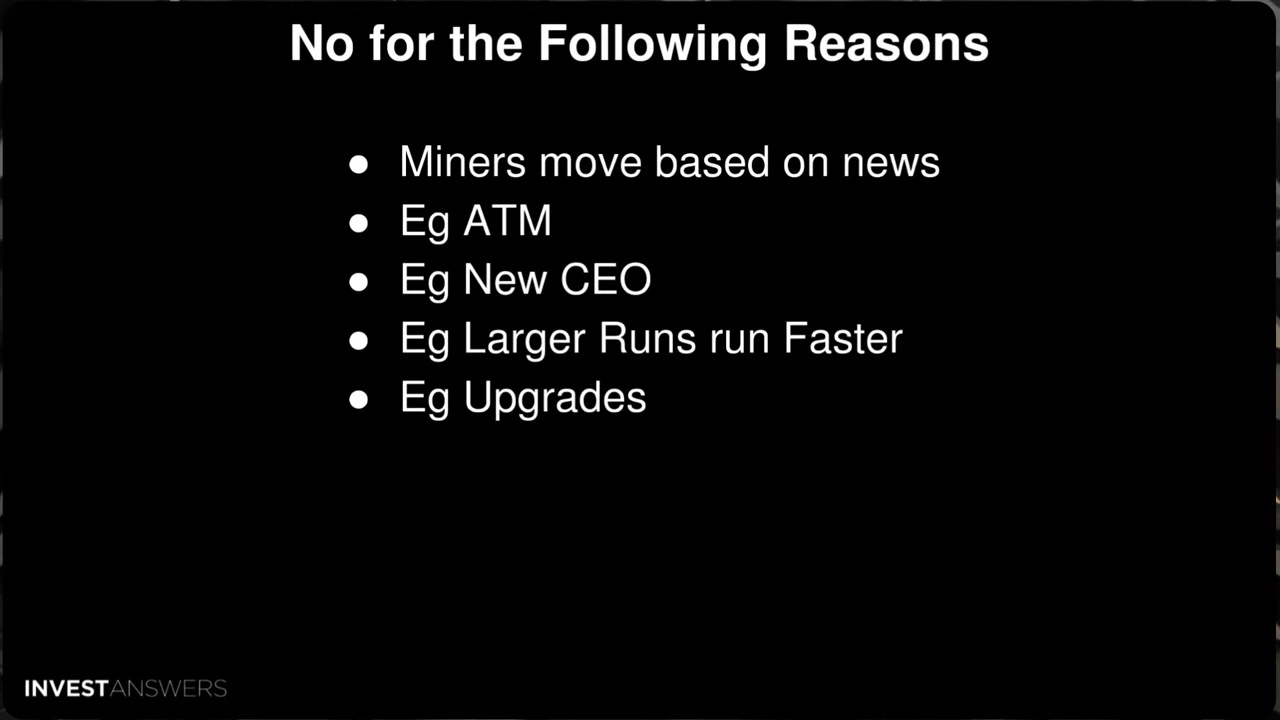 No for the Following Reasons
● Miners move based on news
● Eg ATM
● Eg New CEO
● Eg Larger Runs run Faster
● Eg Upgrades
INVESTANSWERS